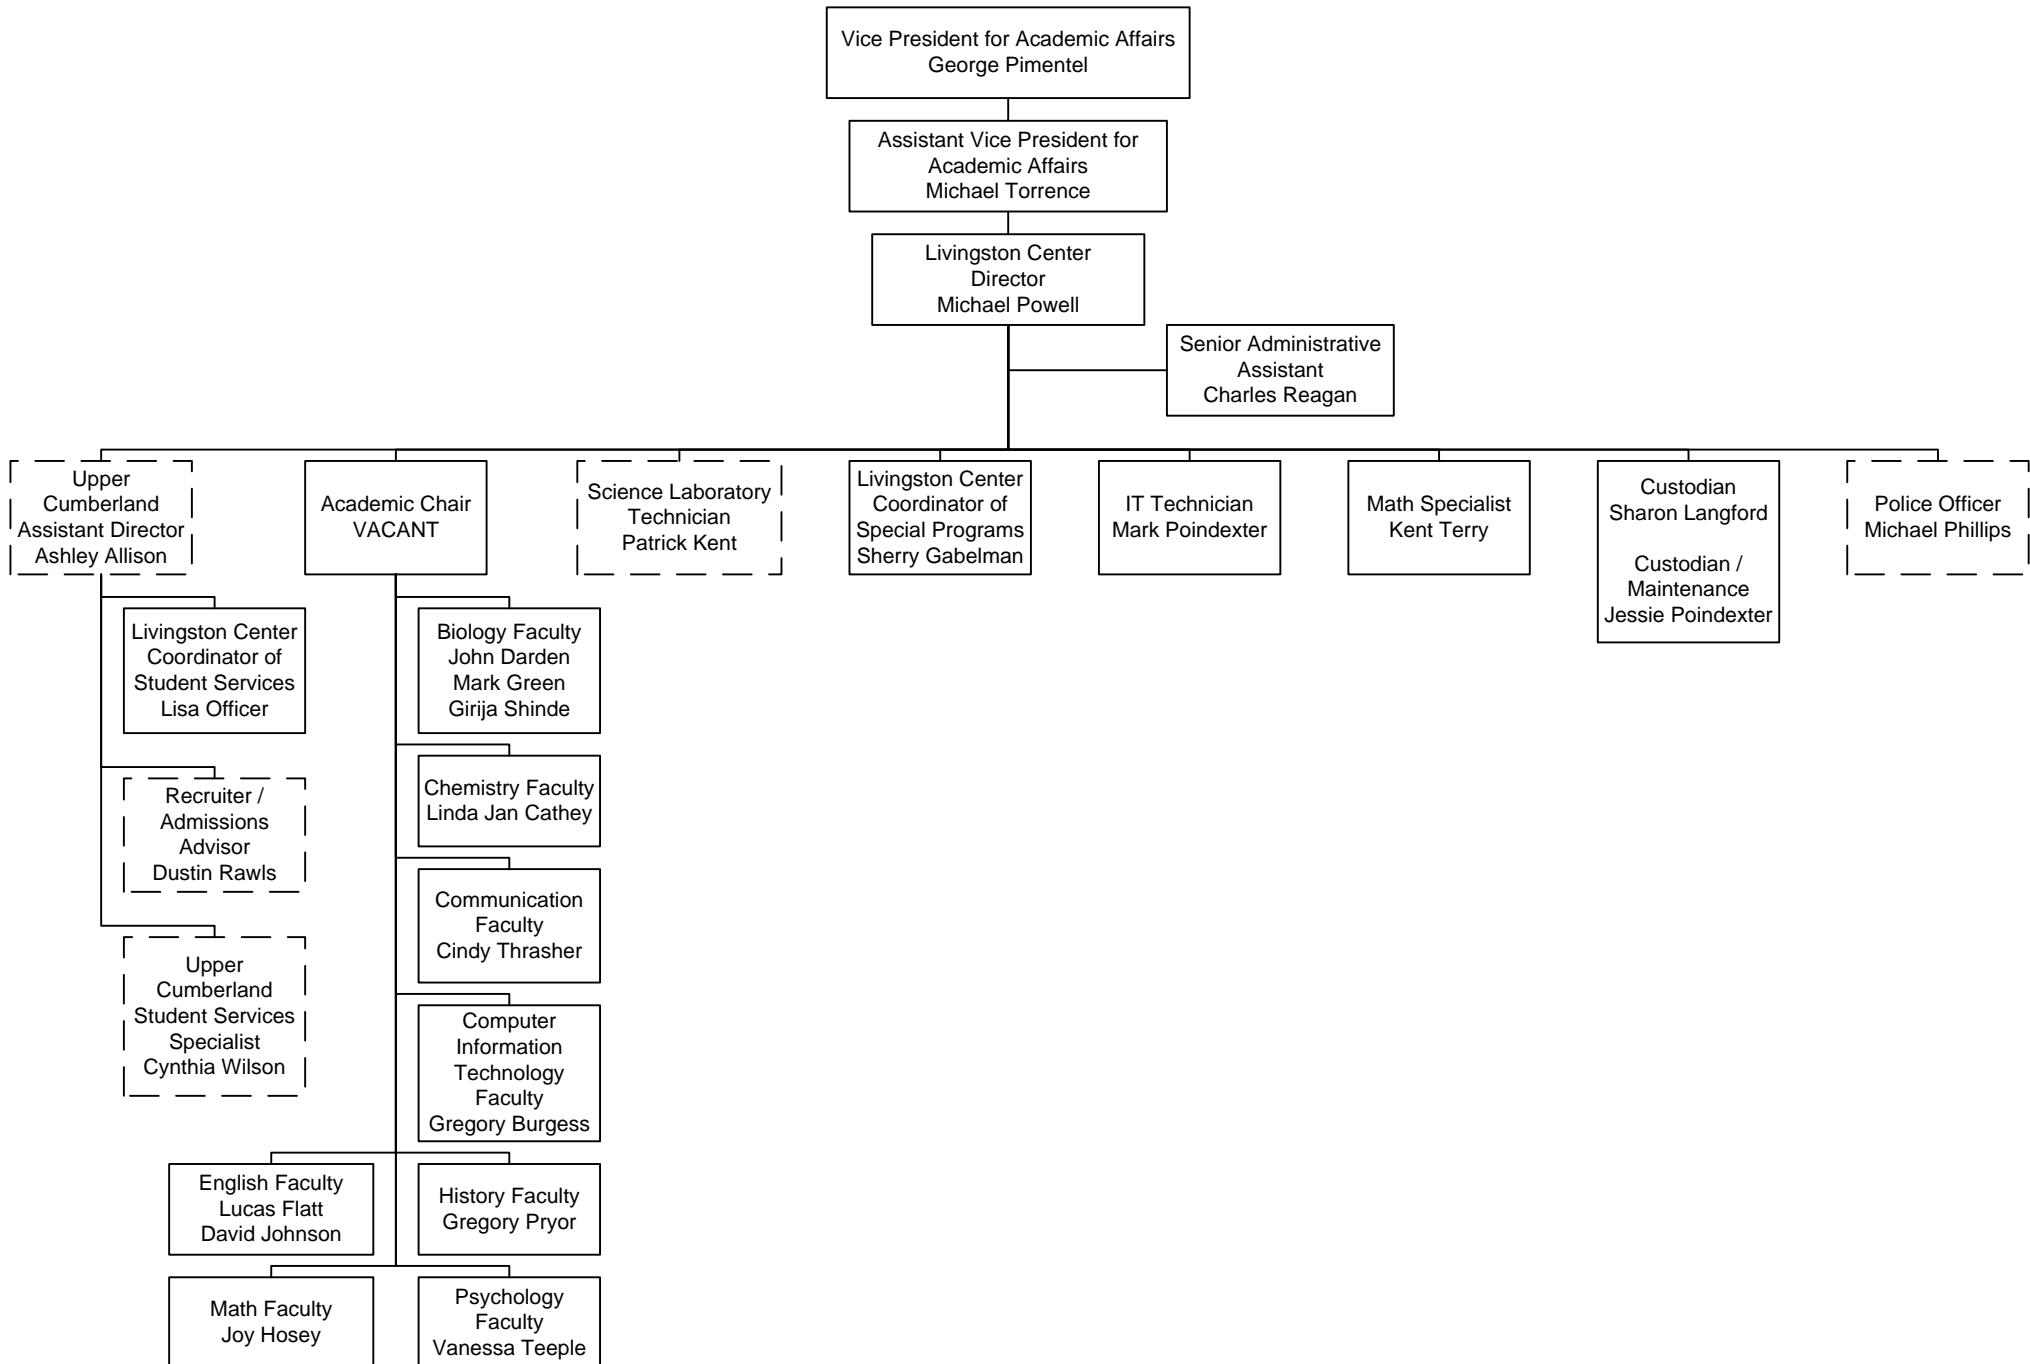 Vice President for Academic Affairs
George Pimentel
Assistant Vice President for
Academic Affairs
Michael Torrence
Livingston Center
Director
Michael Powell
Senior Administrative
Assistant
Charles Reagan
Upper
Cumberland
Assistant Director
Ashley Allison
Academic Chair
VACANT
Science Laboratory
Technician
Patrick Kent
Livingston Center
Coordinator of
Special Programs
Sherry Gabelman
IT Technician
Mark Poindexter
Math Specialist
Kent Terry
Custodian
Sharon Langford
Custodian /
Maintenance
Jessie Poindexter
Police Officer
Michael Phillips
Livingston Center
Coordinator of
Student Services
Lisa Officer
Recruiter /
Admissions
Advisor
Dustin Rawls
Upper
Cumberland
Student Services
Specialist
Cynthia Wilson
Biology Faculty
John Darden
Mark Green
Girija Shinde
Chemistry Faculty
Linda Jan Cathey
Communication
Faculty
Cindy Thrasher
Computer
Information
Technology
Faculty
Gregory Burgess
English Faculty
Lucas Flatt
David Johnson
History Faculty
Gregory Pryor
Math Faculty
Joy Hosey
Psychology
Faculty
Vanessa Teeple